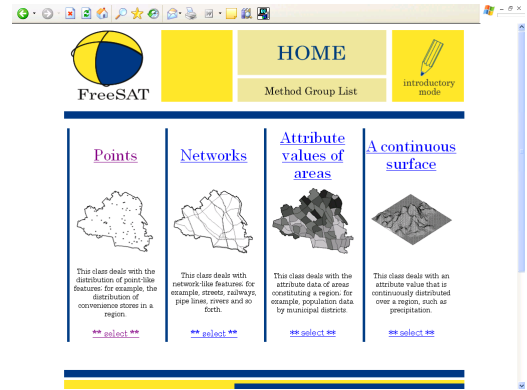 FreeSAT
HOME
Method Group List
introductory
mode
Points
Networks
Attribute
values of
areas
A continuous
surface
This class deals with the
distribution of point-like
features: for example, the
distribution of
convenience stores in a
region.
** select **
This class deals with
network-like features: for
example, streets, railways,
pipe lines, rivers and so
forth.
** select **
This class deals with the
attribute data of areas
constituting a region: for
example, population data
by municipal districts.
** select **
This class deals with an
attribute value that is
continuously distributed
over a region, such as
precipitation.
** select **